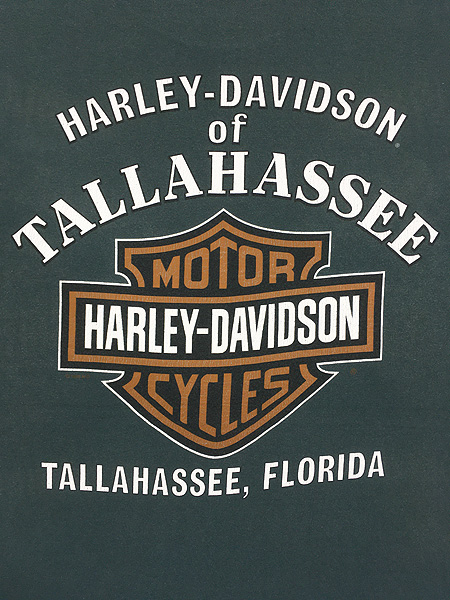 HARLEY-DAVIDSON
of
TALLAHASSEE
MOTOR
HARLEY-DAVIDSON
CYCLES
TALLAHASSEE, FLORIDA